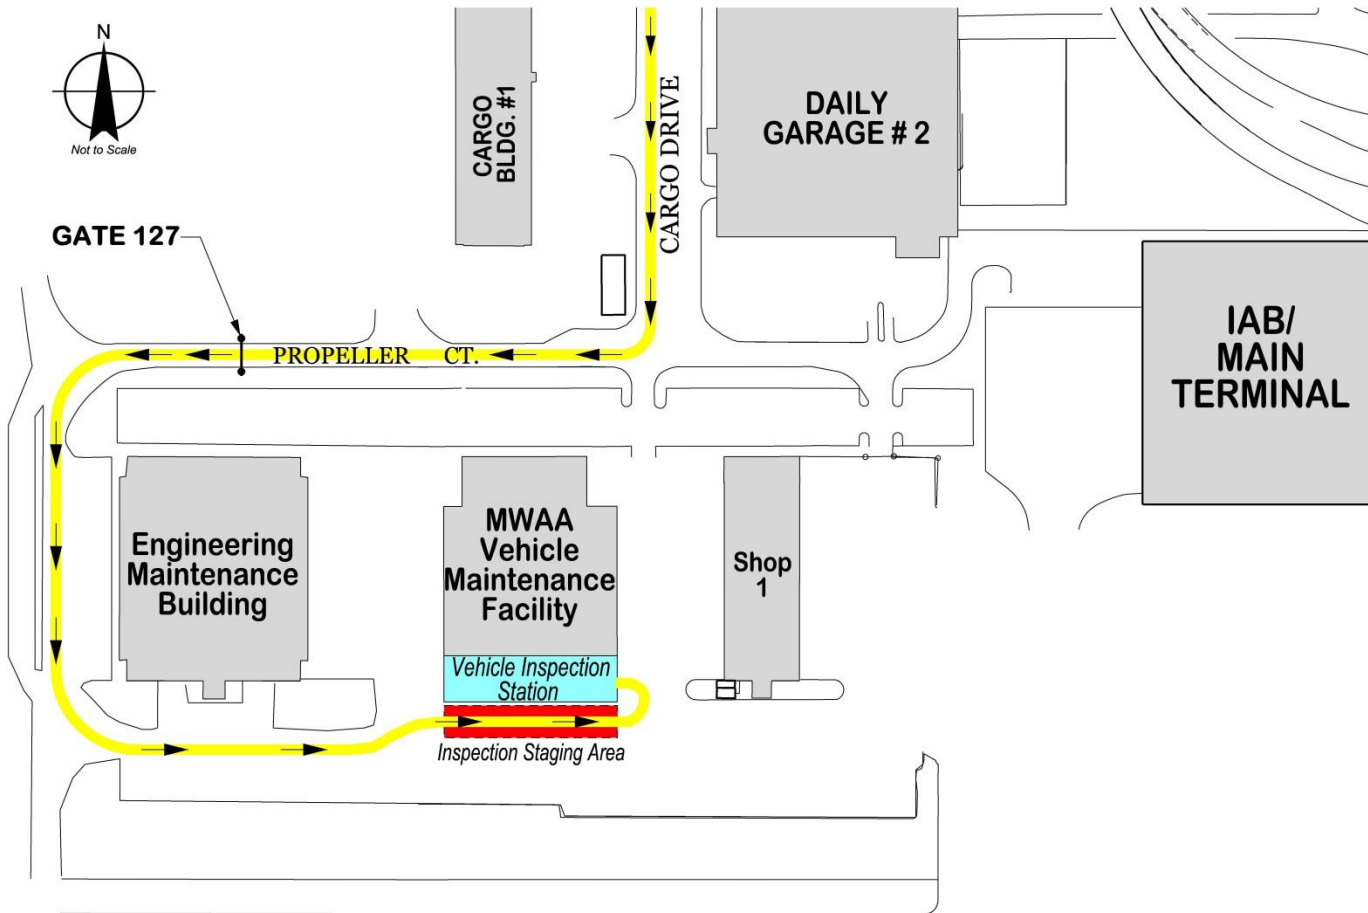 N
Not to Scale
CARGO
BLDG. #1
CARGO DRIVE
DAILY
GARAGE # 2
GATE 127
PROPELLER CT.
IAB/
MAIN
TERMINAL
Engineering
Maintenance
Building
MWAA
Vehicle
Maintenance
Facility
Shop
1
Vehicle Inspection
Station
Inspection Staging Area